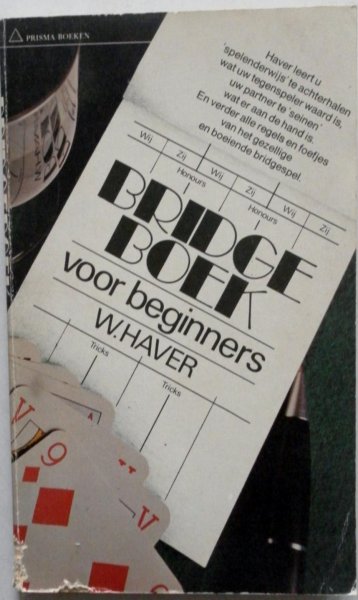 PRISMA BOEKEN
Haver leert u
'spelenderwijs' te achterhalen
wat uw tegenspeler waard is,
uw partner te 'seinen'
wat er aan de hand is.
En verder alle regels en foefjes
van het gezellige
en boeiende bridgespel.
Wij Zij Wij Zij Wij Zij
Honours Honours
BRIDGE
BOEK
voor beginners
W.HAVER
Tricks Tricks
V 9
A
V